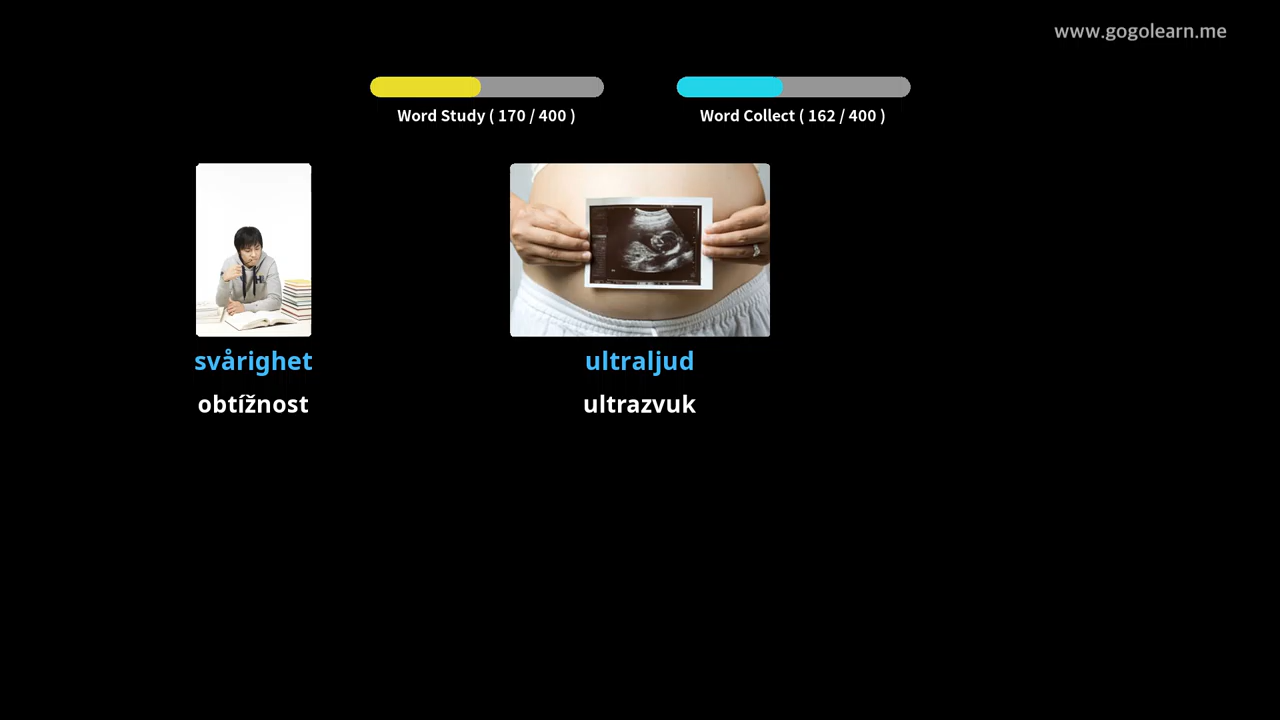 www.gogolearn.me
Word Study ( 170 / 400 )
Word Collect ( 162 / 400 )
svårighet
obtížnost
ultraljud
ultrazvuk